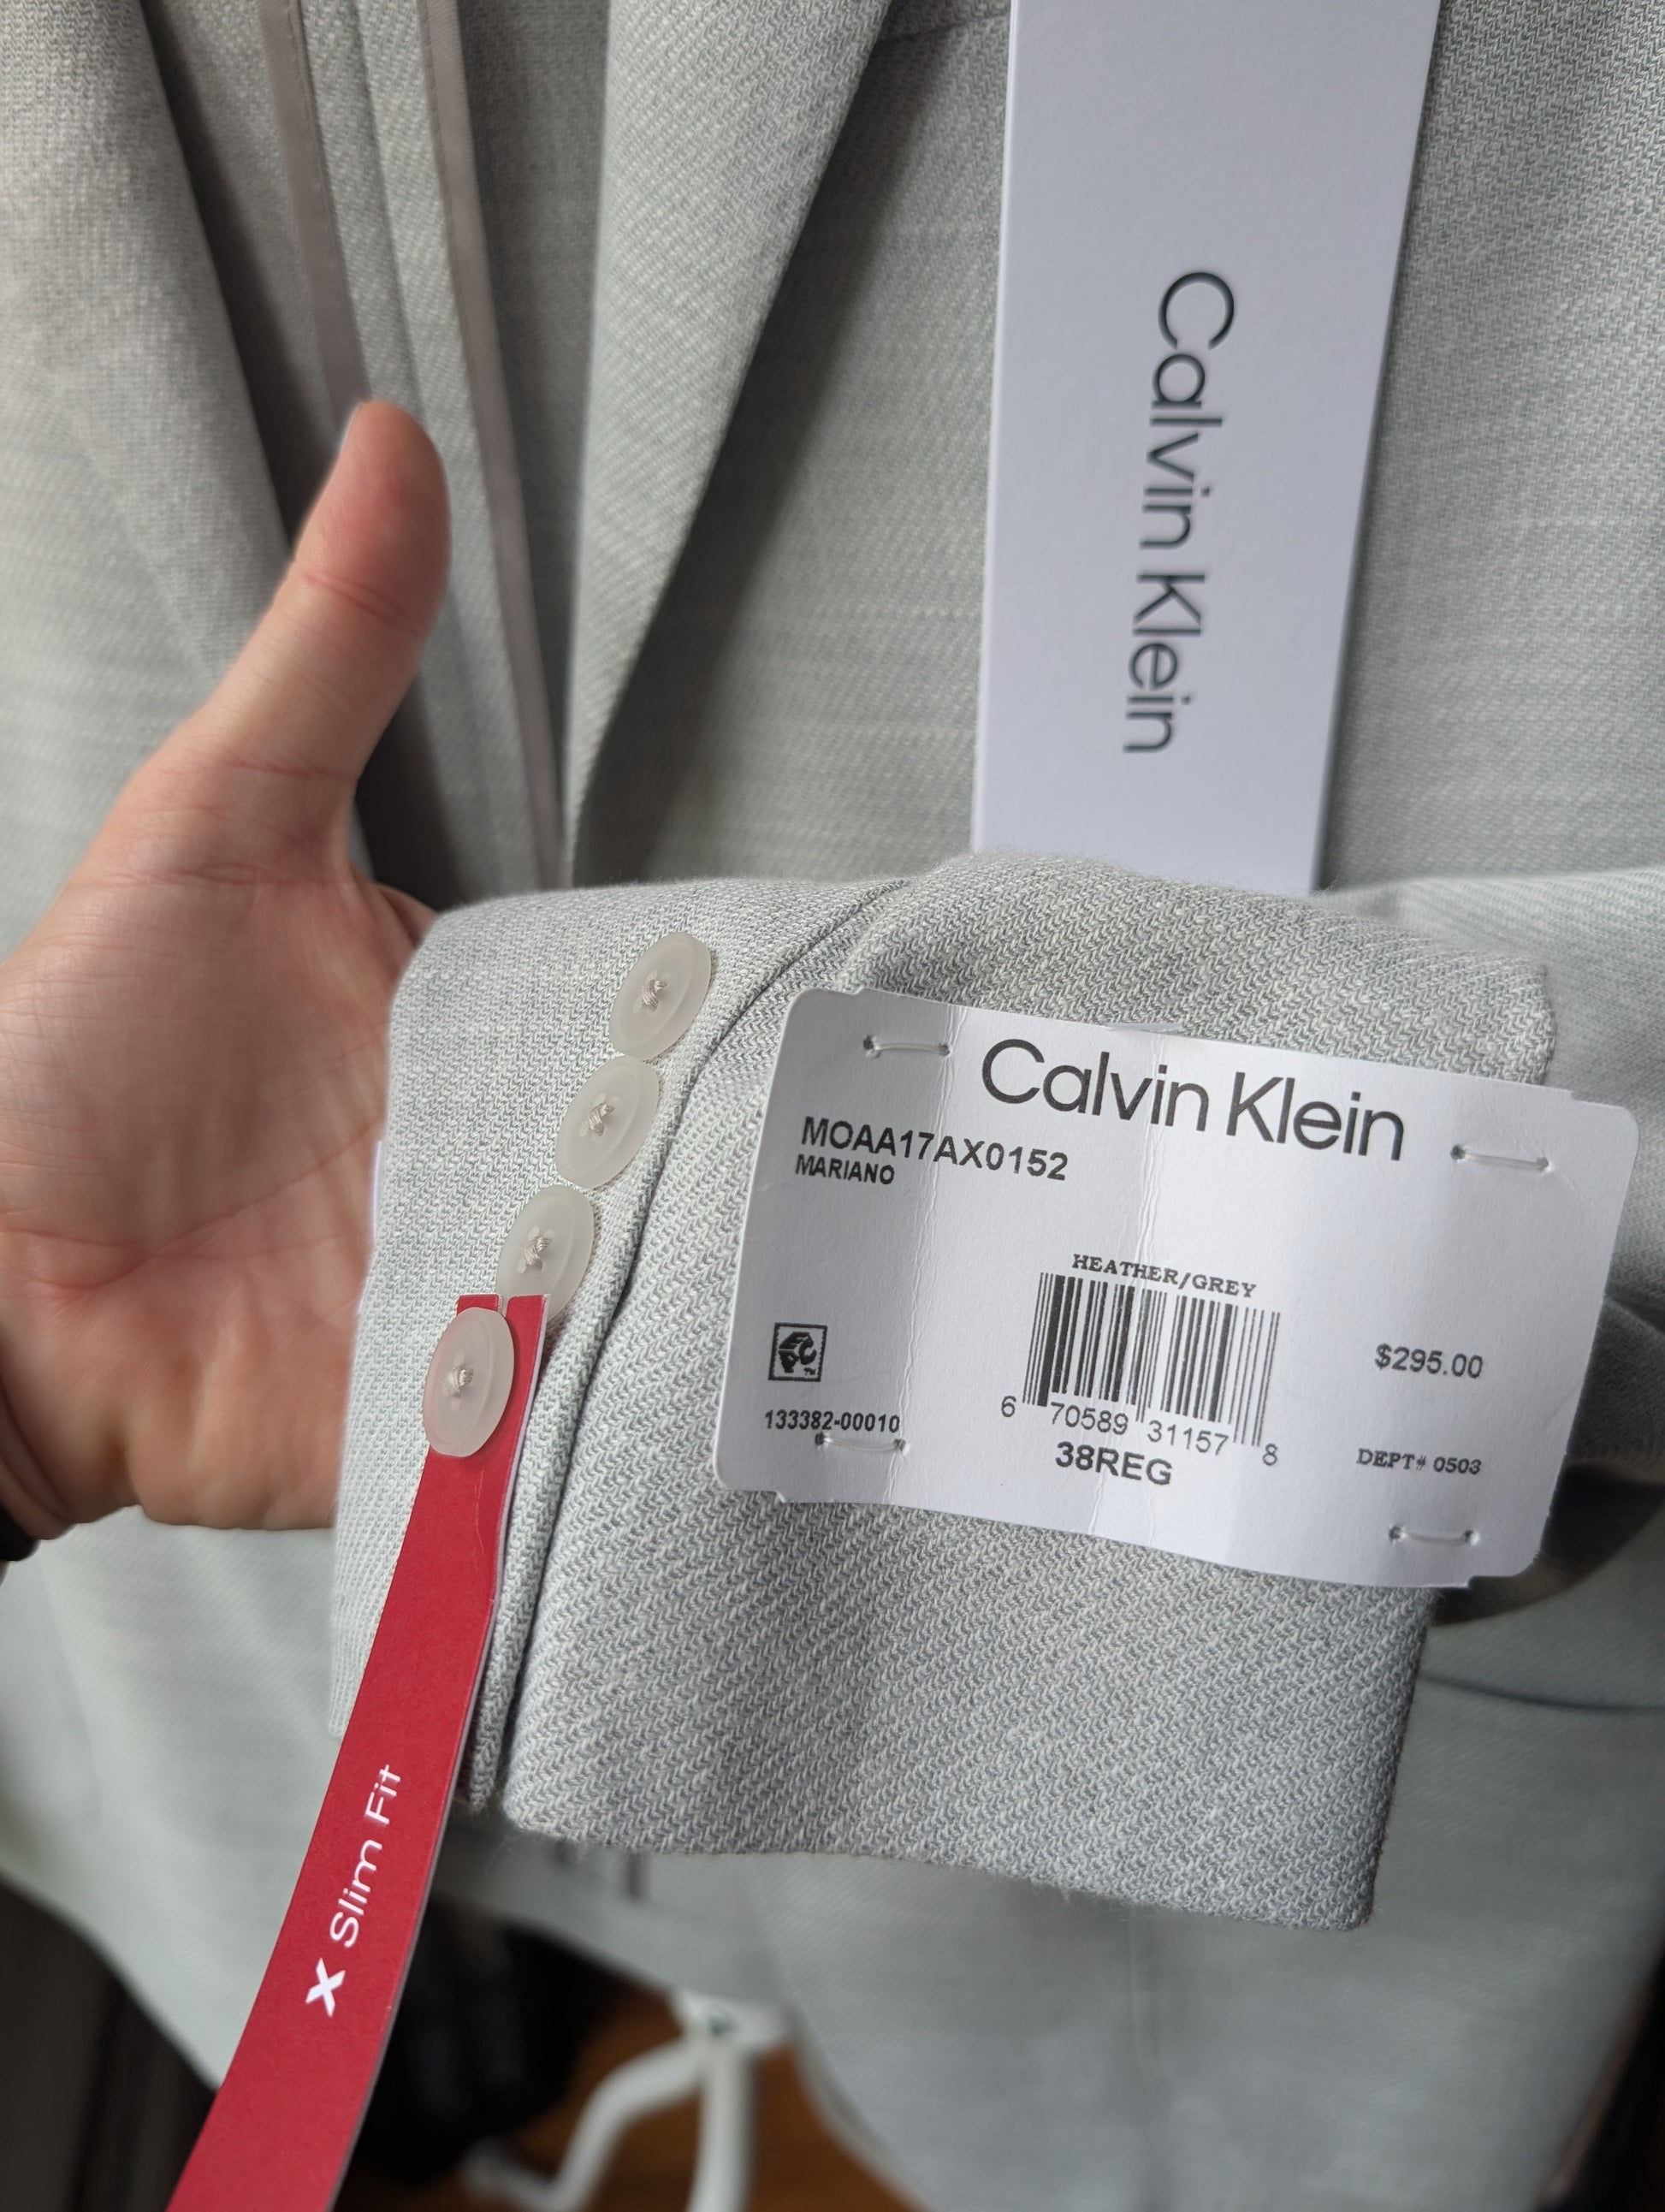 Calvin Klein
Calvin Klein
MOAA17AX0152
MARIANO
HEATHER/GREY
$295.00
133382-00010
6 70589 31157 8
38REG
DEPT# 0503
X Slim Fit